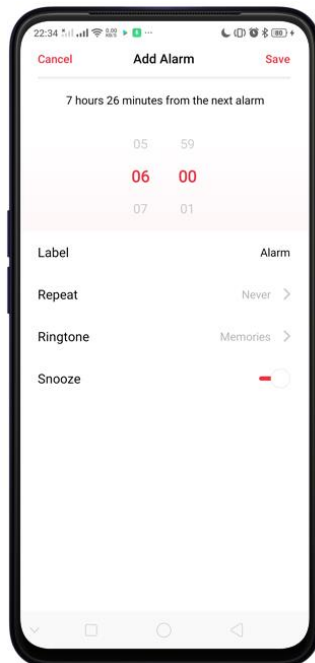 22:34
80
Cancel Add Alarm Save
7 hours 26 minutes from the next alarm
05 59
06 00
07 01
Label Alarm
Repeat Never
Ringtone Memories
Snooze